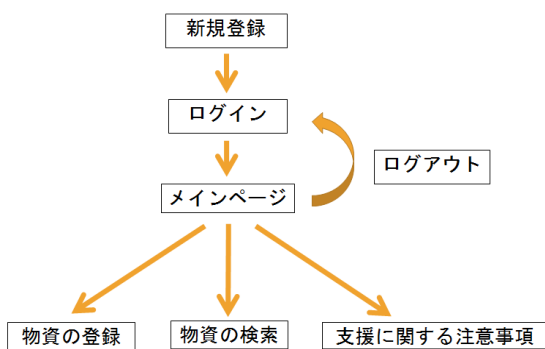 新規登録
ログイン
ログアウト
メインページ
物資の登録
物資の検索
支援に関する注意事項